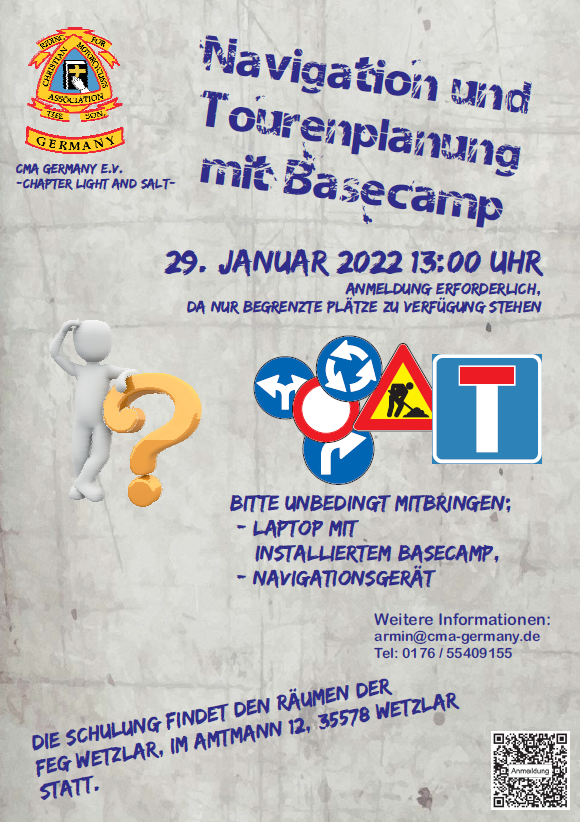 RIDING FOR
CHRISTIAN MOTORCYCLISTS
ASSOCIATION
THE SON.
GERMANY
CMA GERMANY E.V.
-CHAPTER LIGHT AND SALT-
Navigation und
Tourenplanung
mit Basecamp
29. JANUAR 2022 13:00 UHR
ANMELDUNG ERFORDERLICH,
DA NUR BEGRENZTE PLÄTZE ZU VERFÜGUNG STEHEN
BITTE UNBEDINGT MITBRINGEN;
- LAPTOP MIT
INSTALLIERTEM BASECAMP,
- NAVIGATIONSGERÄT
Weitere Informationen:
armin@cma-germany.de
Tel: 0176 / 55409155
DIE SCHULUNG FINDET DEN RÄUMEN DER
FEG WETZLAR, IM AMTMANN 12, 35578 WETZLAR
STATT.
Anmeldung